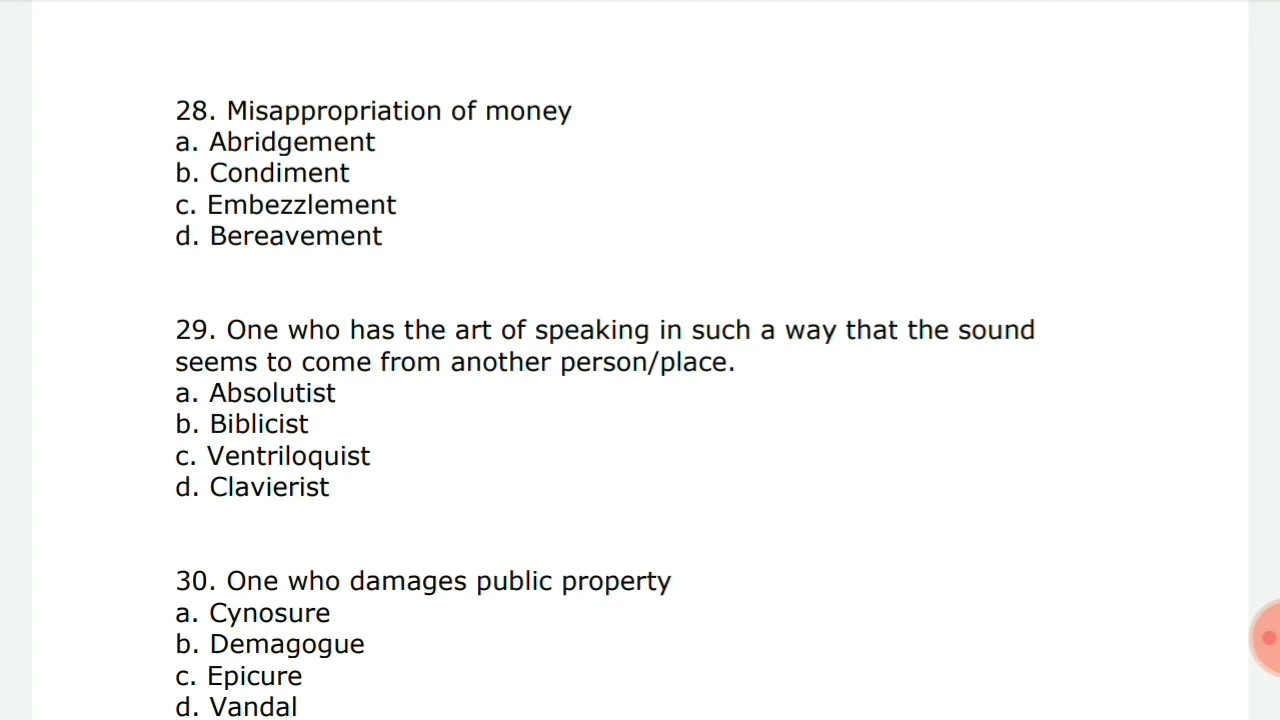 28. Misappropriation of money
a. Abridgement
b. Condiment
c. Embezzlement
d. Bereavement
29. One who has the art of speaking in such a way that the sound
seems to come from another person/place.
a. Absolutist
b. Biblicist
c. Ventriloquist
d. Clavierist
30. One who damages public property
a. Cynosure
b. Demagogue
c. Epicure
d. Vandal